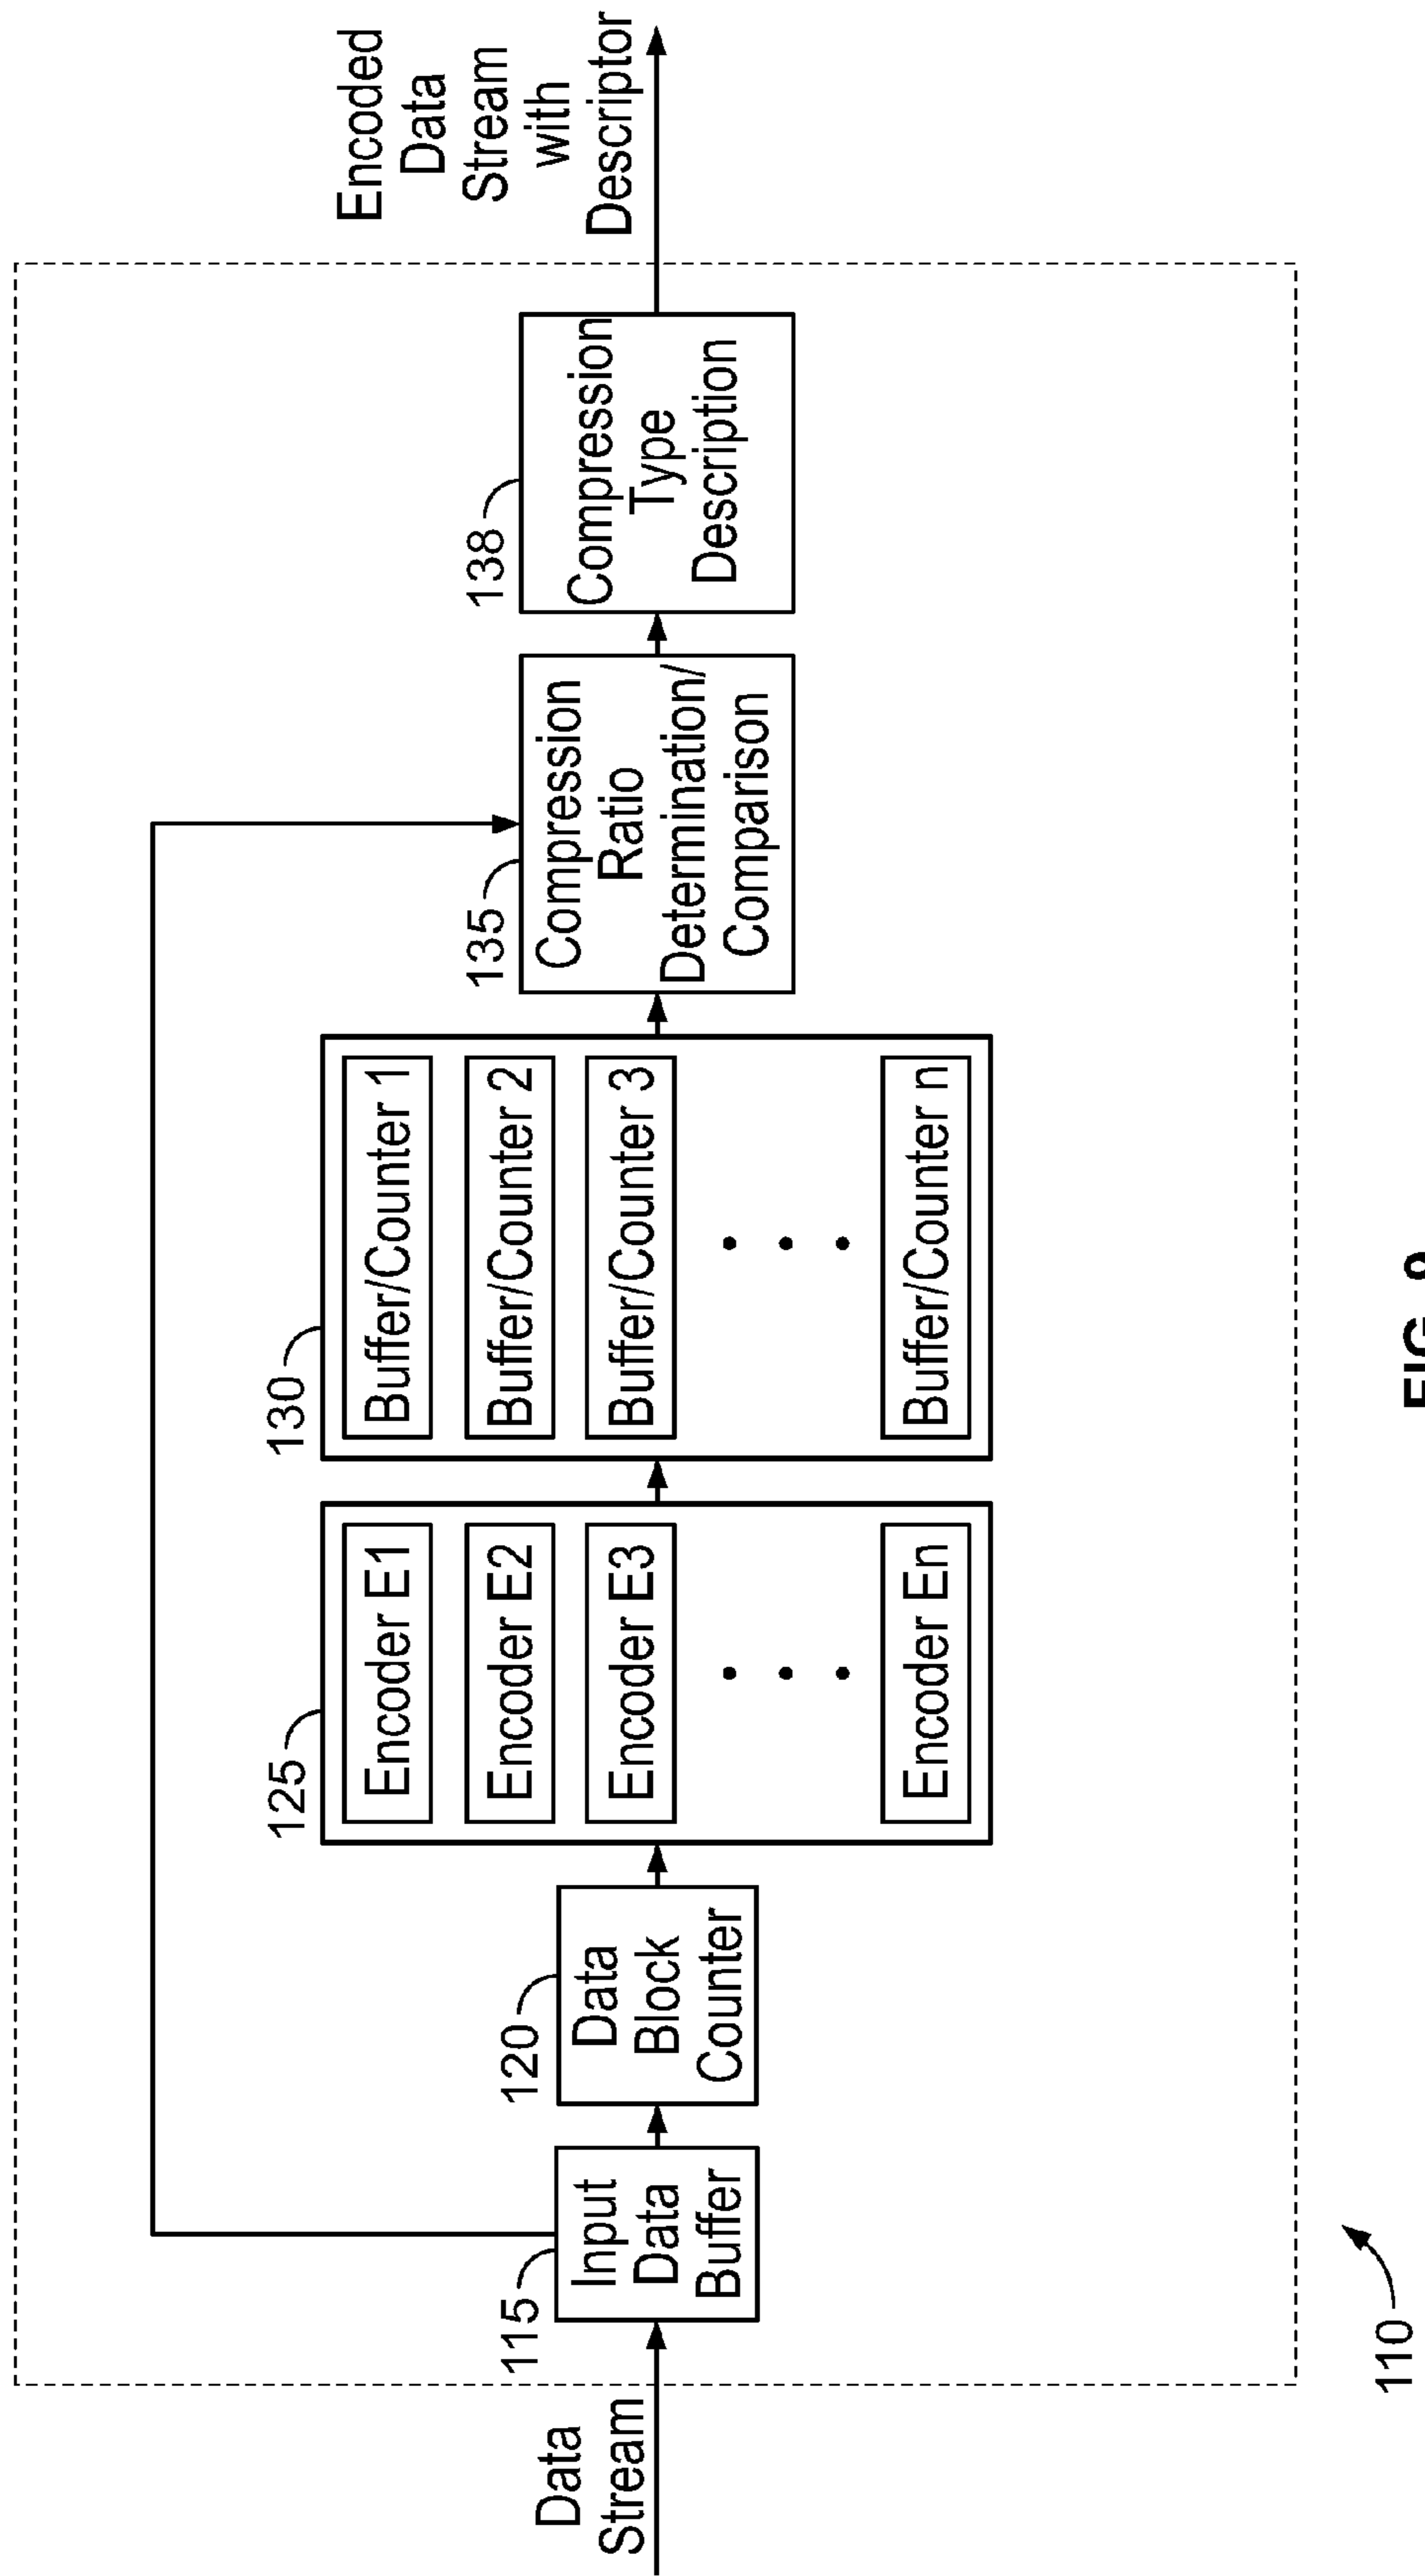 Data
Stream
115
Input
Data
Buffer
120
Data
Block
Counter
125
Encoder E1
Encoder E2
Encoder E3
Encoder En
130
Buffer/Counter 1
Buffer/Counter 2
Buffer/Counter 3
Buffer/Counter n
135
Compression
Ratio
Determination/
Comparison
138
Compression
Type
Description
Encoded
Data
Stream
with
Descriptor
110
FIG